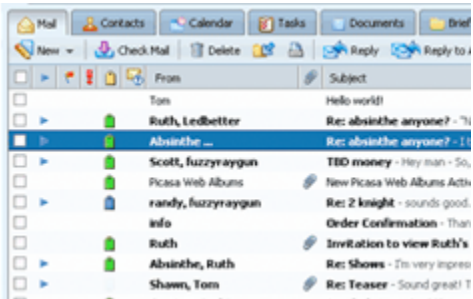 Mail Contacts Calendar Tasks Documents Brief
New Check Mail Delete Reply Reply to A
From Subject
Tom Hello world!
Ruth, Ledbetter Re: absinthe anyone? -
Absinthe ... Re: absinthe anyone? - I
Scott, fuzzyraygun TBD money - Hey man - So,
Picasa Web Albums New Picasa Web Albums Activ
randy, fuzzyraygun Re: 2 knight - sounds good.
info Order Confirmation - Than
Ruth Invitation to view Ruth's
Absinthe, Ruth Re: Shows - I'm very impress
Shawn, Tom Re: Teaser - Sound great! T